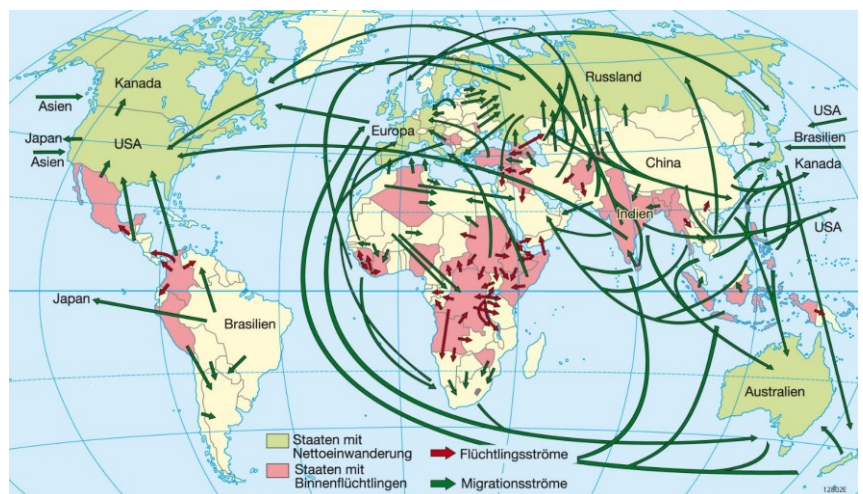 Kanada
Russland
Asien
Japan
USA
Asien
Europa
China
USA
Brasilien
Kanada
Indien
USA
Japan
Brasilien
Australien
Staaten mit
Nettoeinwanderung
Staaten mit
Binnenflüchtlingen
Flüchtlingsströme
Migrationsströme
12802E